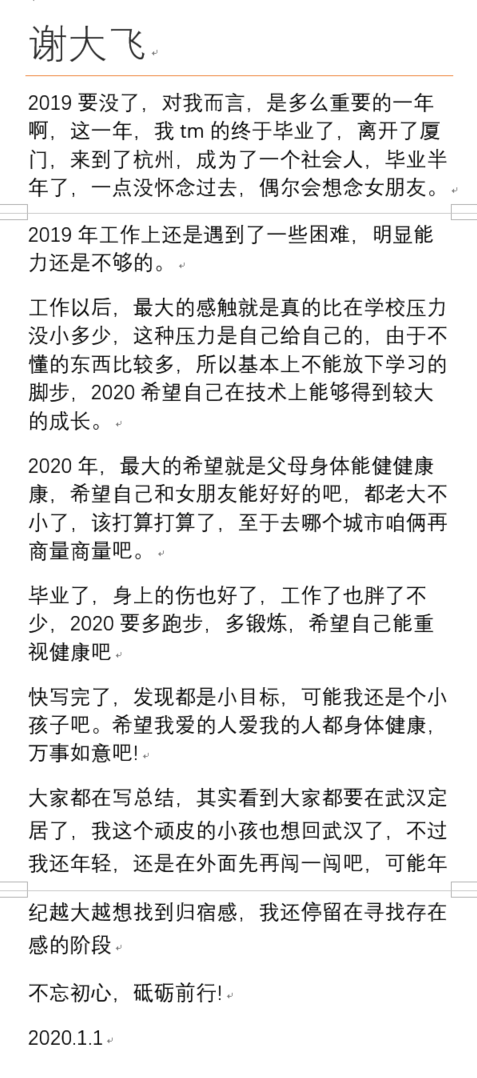 谢大飞
2019 要没了，对我而言，是多么重要的一年
啊，这一年，我 tm 的终于毕业了，离开了厦
门，来到了杭州，成为了一个社会人，毕业半
年了，一点没怀念过去，偶尔会想念女朋友。
2019 年工作上还是遇到了一些困难，明显能
力还是不够的。
工作以后，最大的感触就是真的比在学校压力
没小多少，这种压力是自己给自己的，由于不
懂的东西比较多，所以基本上不能放下学习的
脚步，2020 希望自己在技术上能够得到较大
的成长。
2020 年，最大的希望就是父母身体能健健康
康，希望自己和女朋友能好好的吧，都老大不
小了，该打算打算了，至于去哪个城市咱俩再
商量商量吧。
毕业了，身上的伤也好了，工作了也胖了不
少，2020 要多跑步，多锻炼，希望自己能重
视健康吧
快写完了，发现都是小目标，可能我还是个小
孩子吧。希望我爱的人爱我的人都身体健康，
万事如意吧!
大家都在写总结，其实看到大家都要在武汉定
居了，我这个顽皮的小孩也想回武汉了，不过
我还年轻，还是在外面先再闯一闯吧，可能年
纪越大越想找到归宿感，我还停留在寻找存在
感的阶段
不忘初心，砥砺前行!
2020.1.1